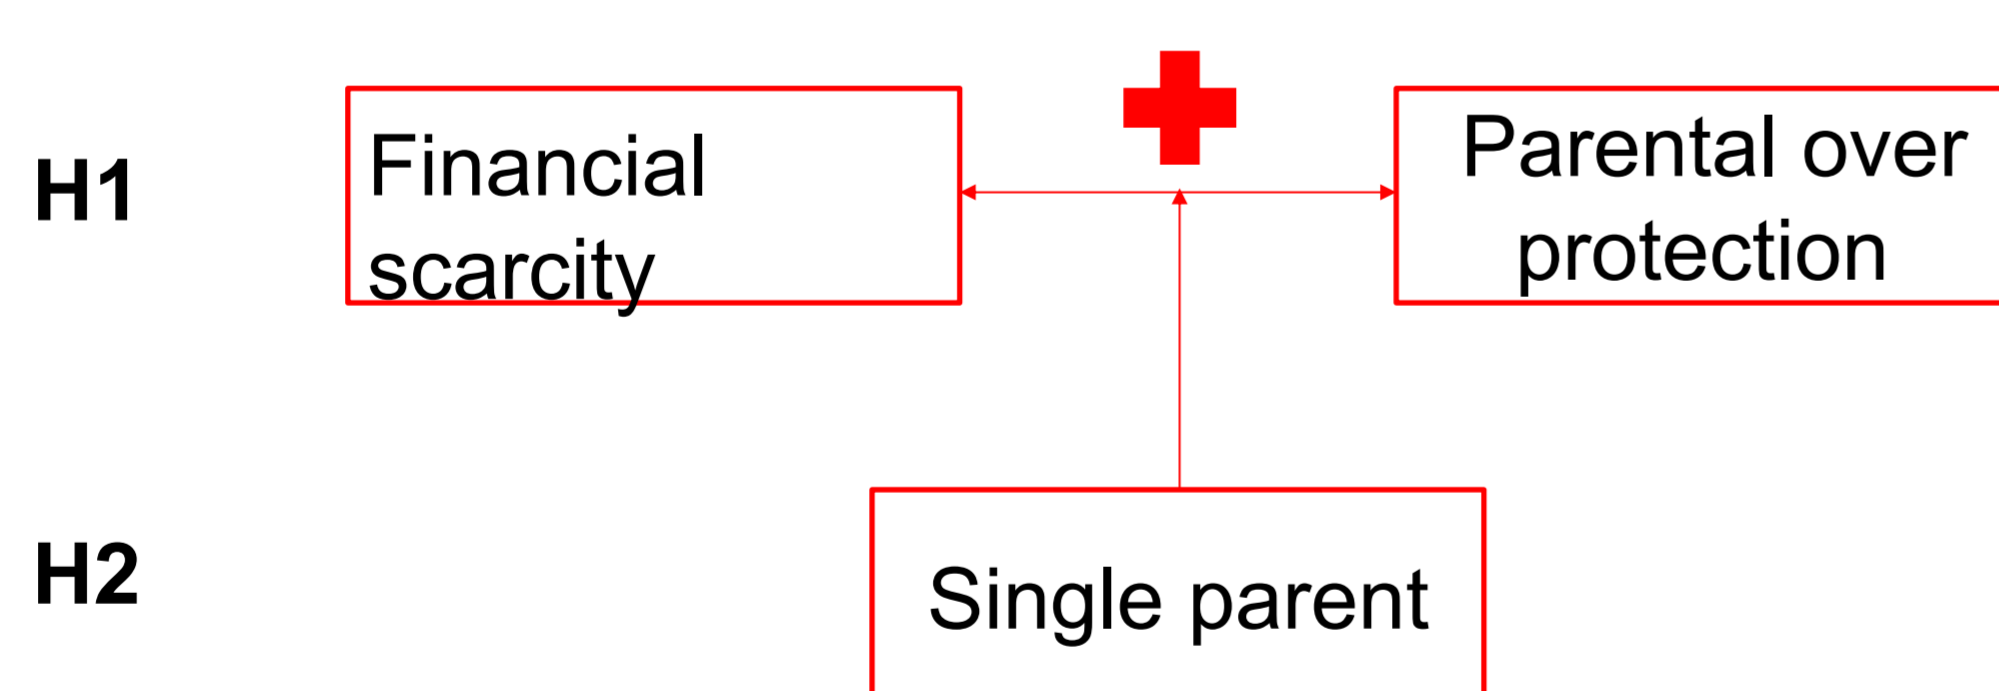 H1
Financial
scarcity
Parental over
protection
H2
Single parent